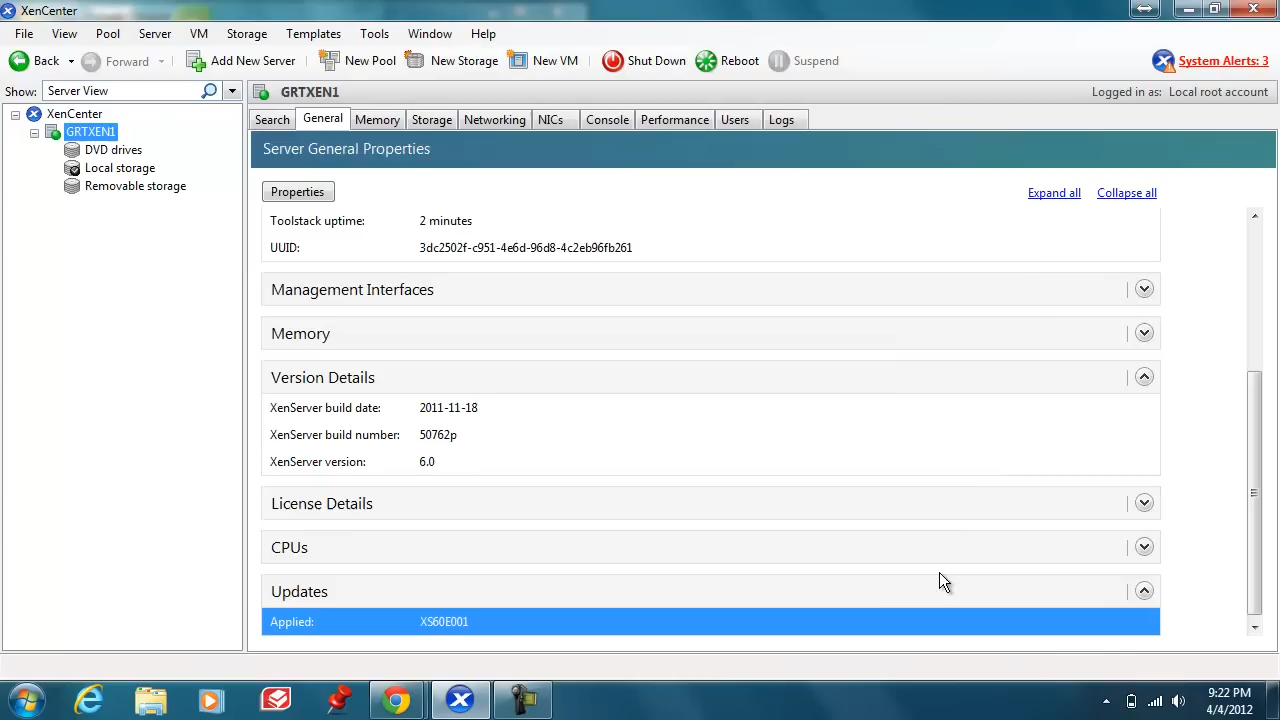 XenCenter
File View Pool Server VM Storage Templates Tools Window Help
Back Forward Add New Server New Pool New Storage New VM Shut Down Reboot Suspend System Alerts: 3
Show: Server View GRTXEN1 Logged in as: Local root account
XenCenter
GRTXEN1
DVD drives
Local storage
Removable storage
Search General Memory Storage Networking NICs Console Performance Users Logs
Server General Properties
Properties Expand all Collapse all
Toolstack uptime: 2 minutes
UUID: 3dc2502f-c951-4e6d-96d8-4c2eb96fb261
Management Interfaces
Memory
Version Details
XenServer build date: 2011-11-18
XenServer build number: 50762p
XenServer version: 6.0
License Details
CPUs
Updates
Applied: XS60E001
9:22 PM
4/4/2012